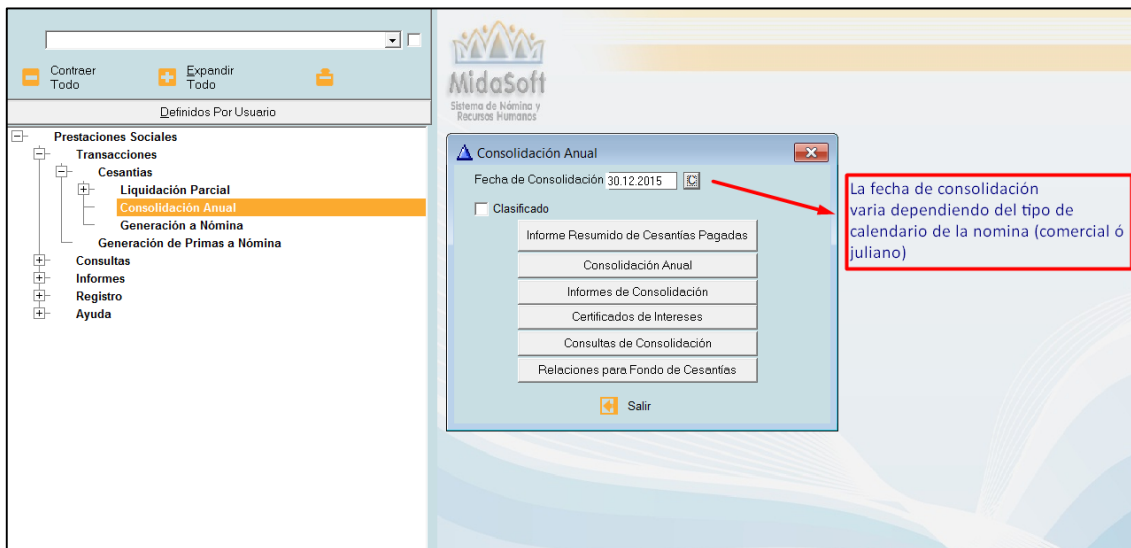 Contraer
Todo
Expandir
Todo
Definidos Por Usuario
Prestaciones Sociales
Transacciones
Cesantias
Liquidación Parcial
Consolidación Anual
Generación a Nómina
Generación de Primas a Nómina
Consultas
Informes
Registro
Ayuda
MidaSoft
Sistema de Nómina y
Recursos Humanos
Consolidación Anual
Fecha de Consolidación 30.12.2015
Clasificado
Informe Resumido de Cesantías Pagadas
Consolidación Anual
Informes de Consolidación
Certificados de Intereses
Consultas de Consolidación
Relaciones para Fondo de Cesantías
Salir
La fecha de consolidación
varia dependiendo del tipo de
calendario de la nomina (comercial ó
juliano)